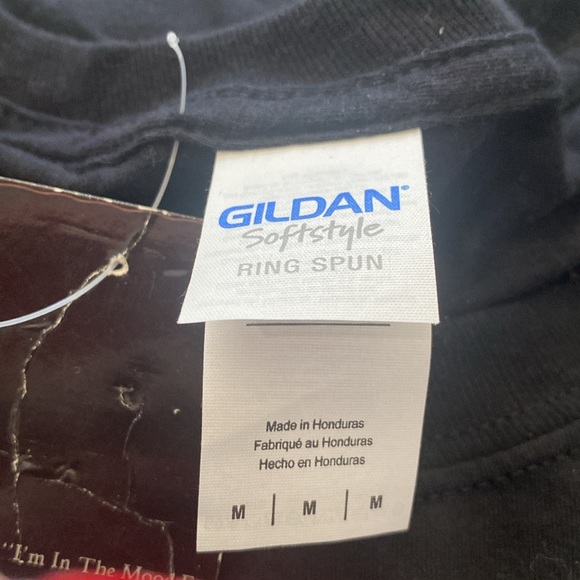 GILDAN®
Softstyle
RING SPUN
Made in Honduras
Fabriqué au Honduras
Hecho en Honduras
M | M | M
"I'm In The Mood